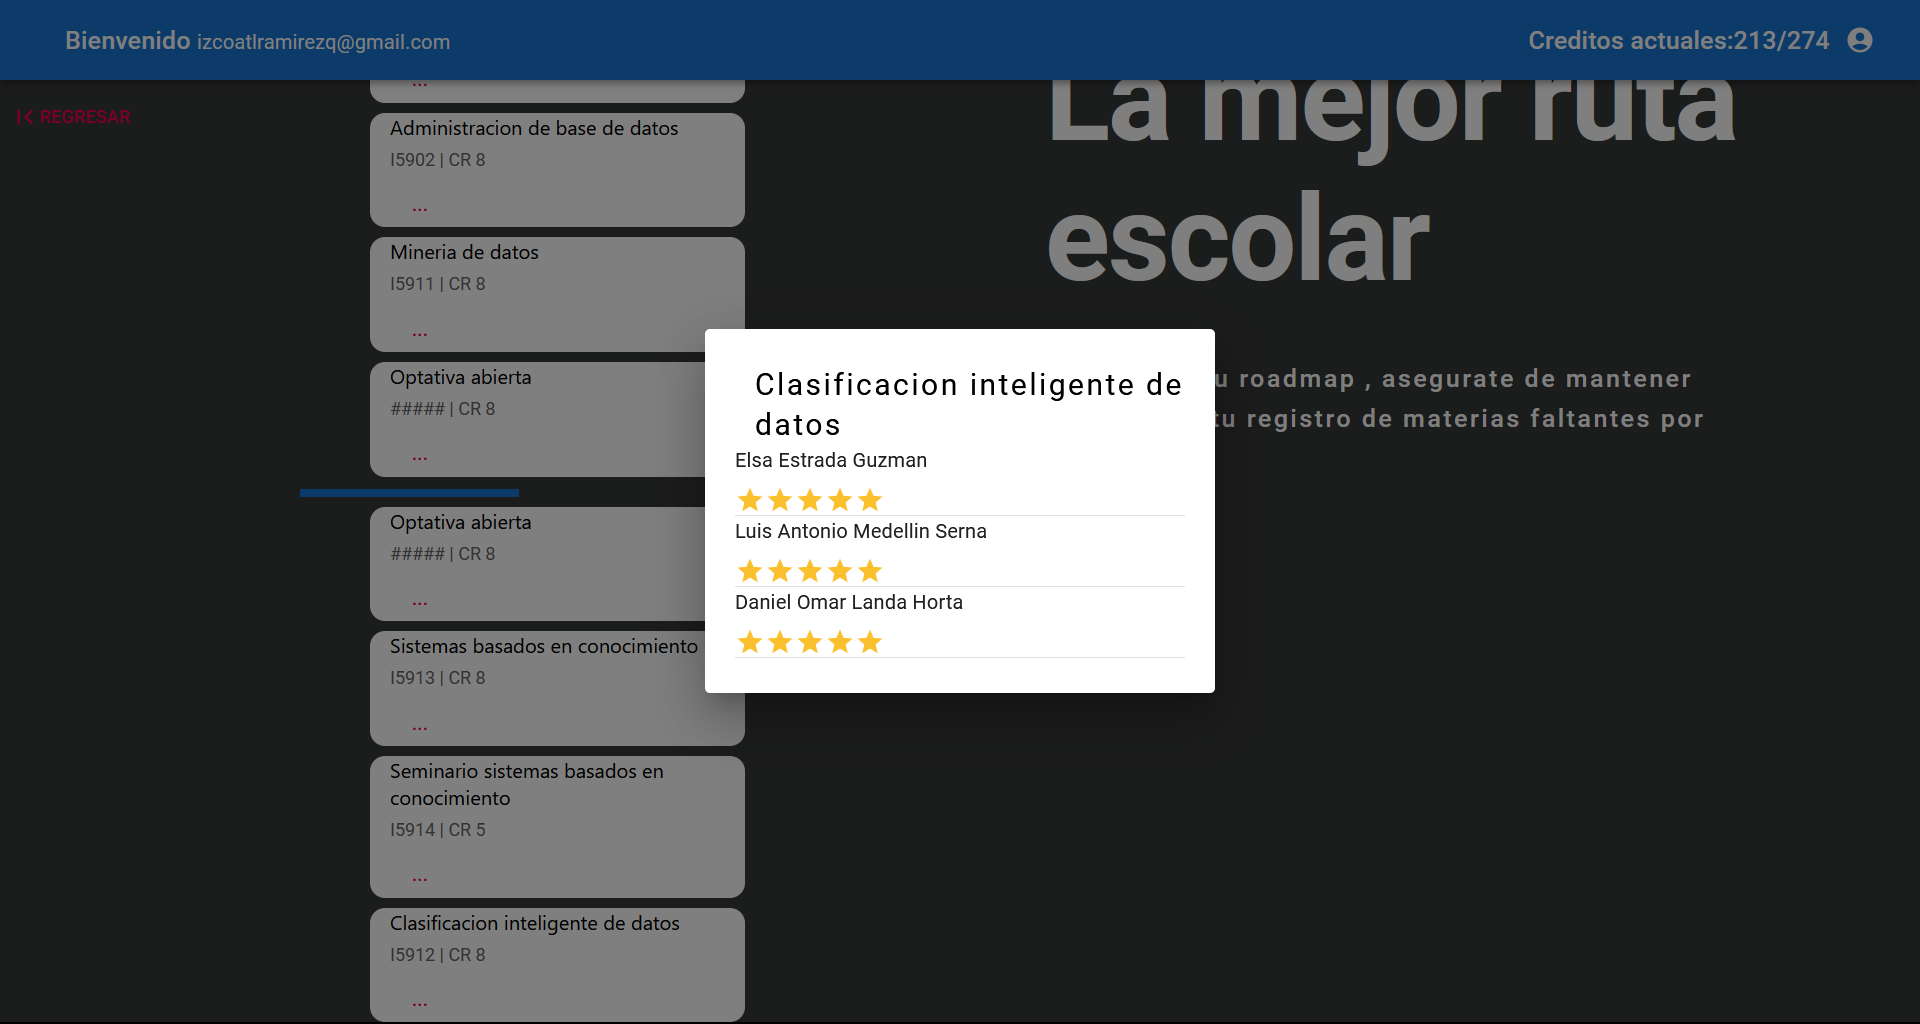 Bienvenido izcoatlramirezq@gmail.com
Creditos actuales:213/274
REGRESAR
...
Administracion de base de datos
I5902 | CR 8
...
Mineria de datos
I5911 | CR 8
...
Optativa abierta
##### | CR 8
...
Optativa abierta
##### | CR 8
...
Sistemas basados en conocimiento
I5913 | CR 8
...
Seminario sistemas basados en
conocimiento
I5914 | CR 5
...
Clasificacion inteligente de datos
I5912 | CR 8
...
La mejor ruta
escolar
u roadmap , asegurate de mantener
tu registro de materias faltantes por
Clasificacion inteligente de
datos
Elsa Estrada Guzman
Luis Antonio Medellin Serna
Daniel Omar Landa Horta